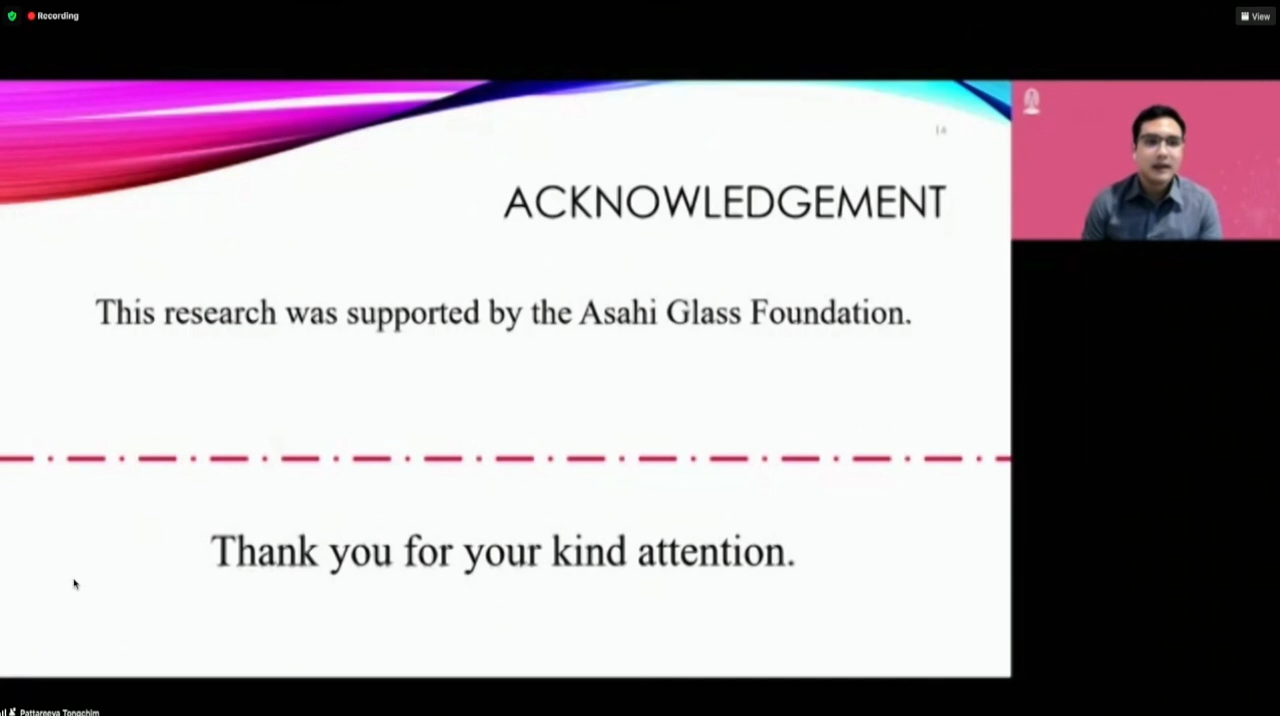 Recording
View
ACKNOWLEDGEMENT
This research was supported by the Asahi Glass Foundation.
Thank you for your kind attention.
Pattareeya Tongchim